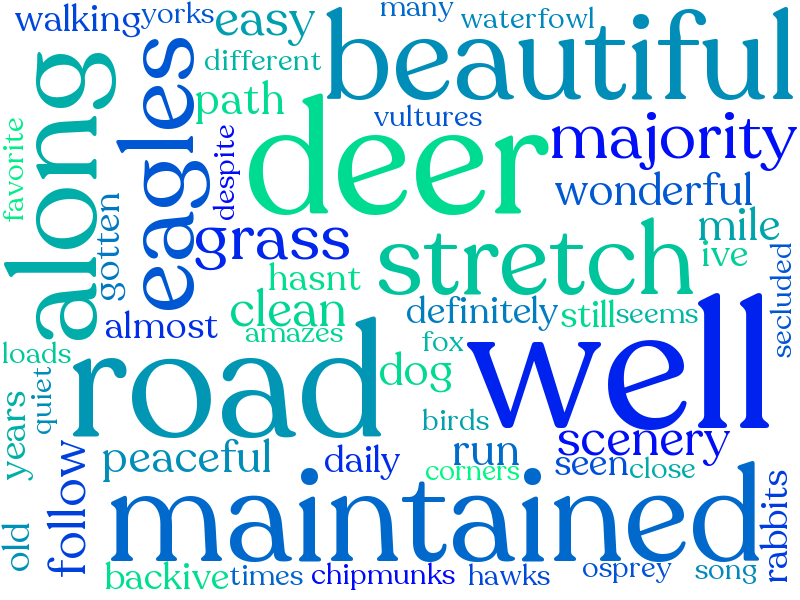 walking
yorks
many
waterfowl
easy
beautiful
different
path
vultures
along
eagles
favorite
despite
deer
majority
wonderful
gotten
grass
stretch
mile
ive
hasnt
secluded
clean
definitely
still
seems
almost
amazes
loads
road
fox
well
dog
quiet
years
birds
scenery
peaceful
daily
run
seen
close
corners
follow
maintained
rabbits
old
backive
times
chipmunks
hawks
osprey
song